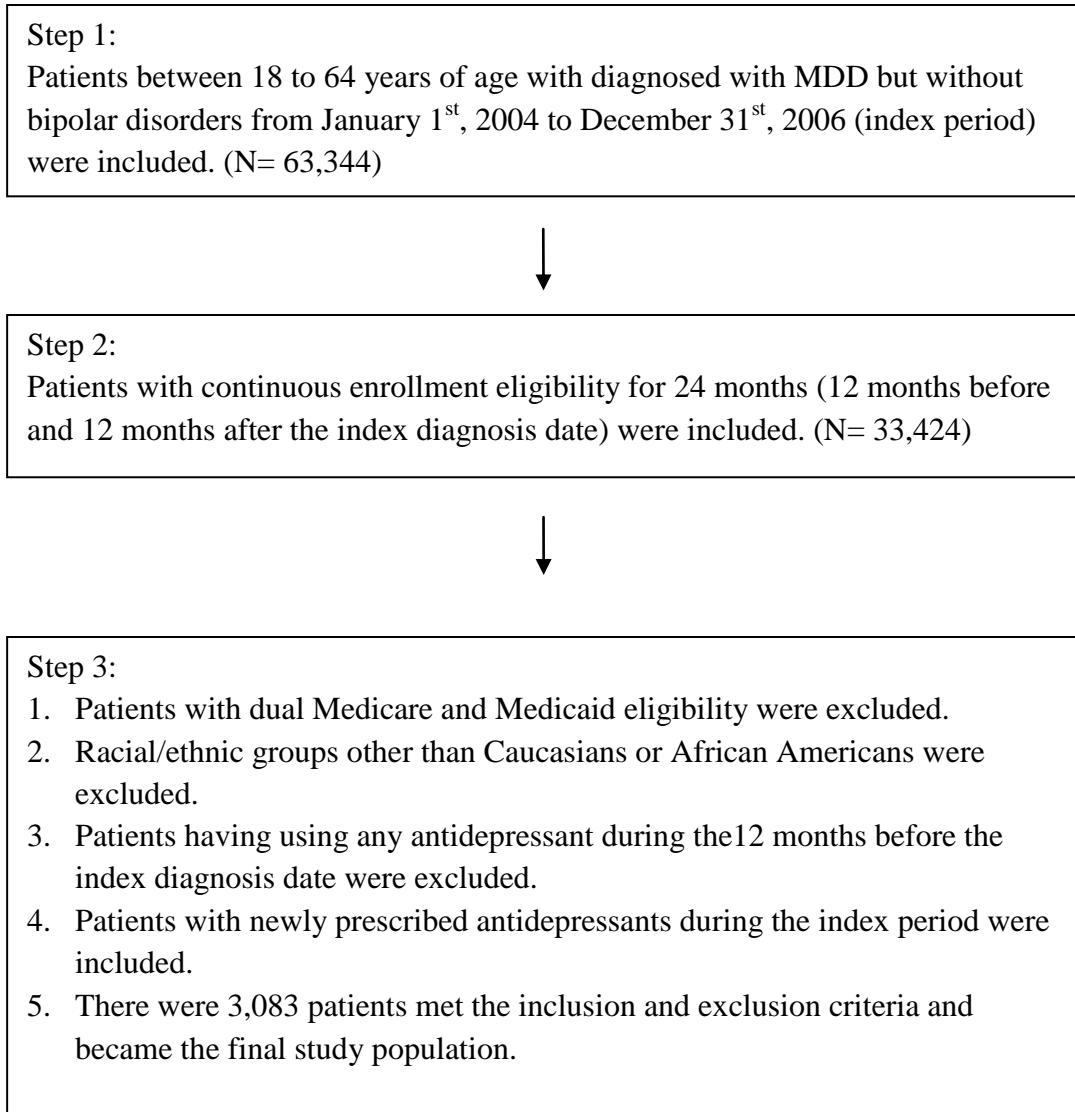 Step 1:
Patients between 18 to 64 years of age with diagnosed with MDD but without
bipolar disorders from January 1st, 2004 to December 31st, 2006 (index period)
were included. (N= 63,344)
Step 2:
Patients with continuous enrollment eligibility for 24 months (12 months before
and 12 months after the index diagnosis date) were included. (N= 33,424)
Step 3:
1. Patients with dual Medicare and Medicaid eligibility were excluded.
2. Racial/ethnic groups other than Caucasians or African Americans were
excluded.
3. Patients having using any antidepressant during the12 months before the
index diagnosis date were excluded.
4. Patients with newly prescribed antidepressants during the index period were
included.
5. There were 3,083 patients met the inclusion and exclusion criteria and
became the final study population.